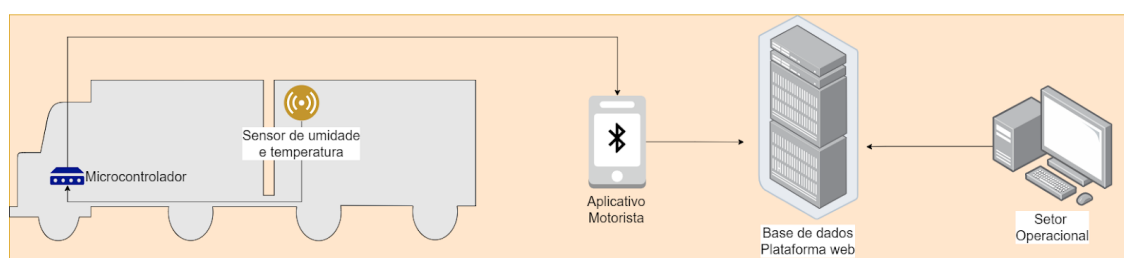 Sensor de umidade
e temperatura
Microcontrolador
Aplicativo
Motorista
Base de dados
Plataforma web
Setor
Operacional